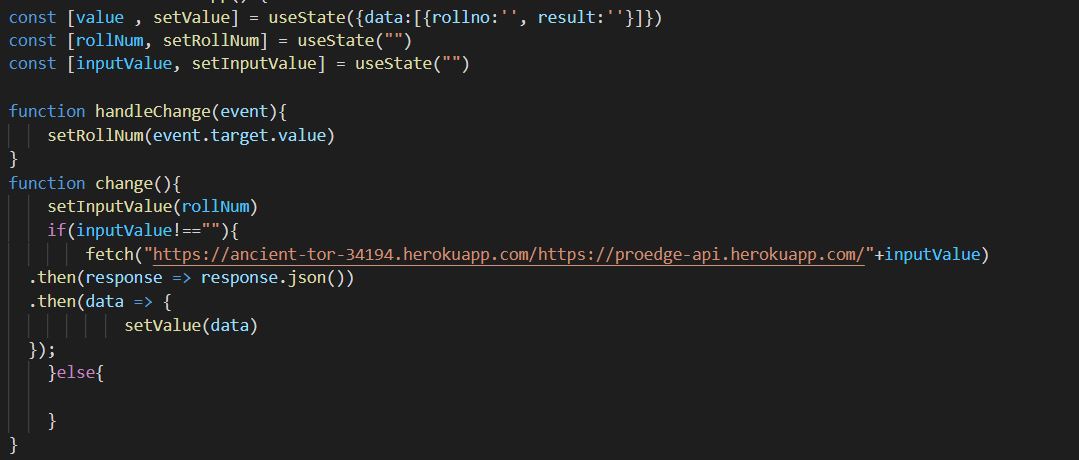 const [value , setValue] = useState({data:[{rollno:'', result:''}]})
const [rollNum, setRollNum] = useState("")
const [inputValue, setInputValue] = useState("")
function handleChange(event){
setRollNum(event.target.value)
}
function change(){
setInputValue(rollNum)
if(inputValue!==""){
fetch("https://ancient-tor-34194.herokuapp.com/https://proedge-api.herokuapp.com/"+inputValue)
.then(response => response.json())
.then(data => {
setValue(data)
});
}else{
}
}